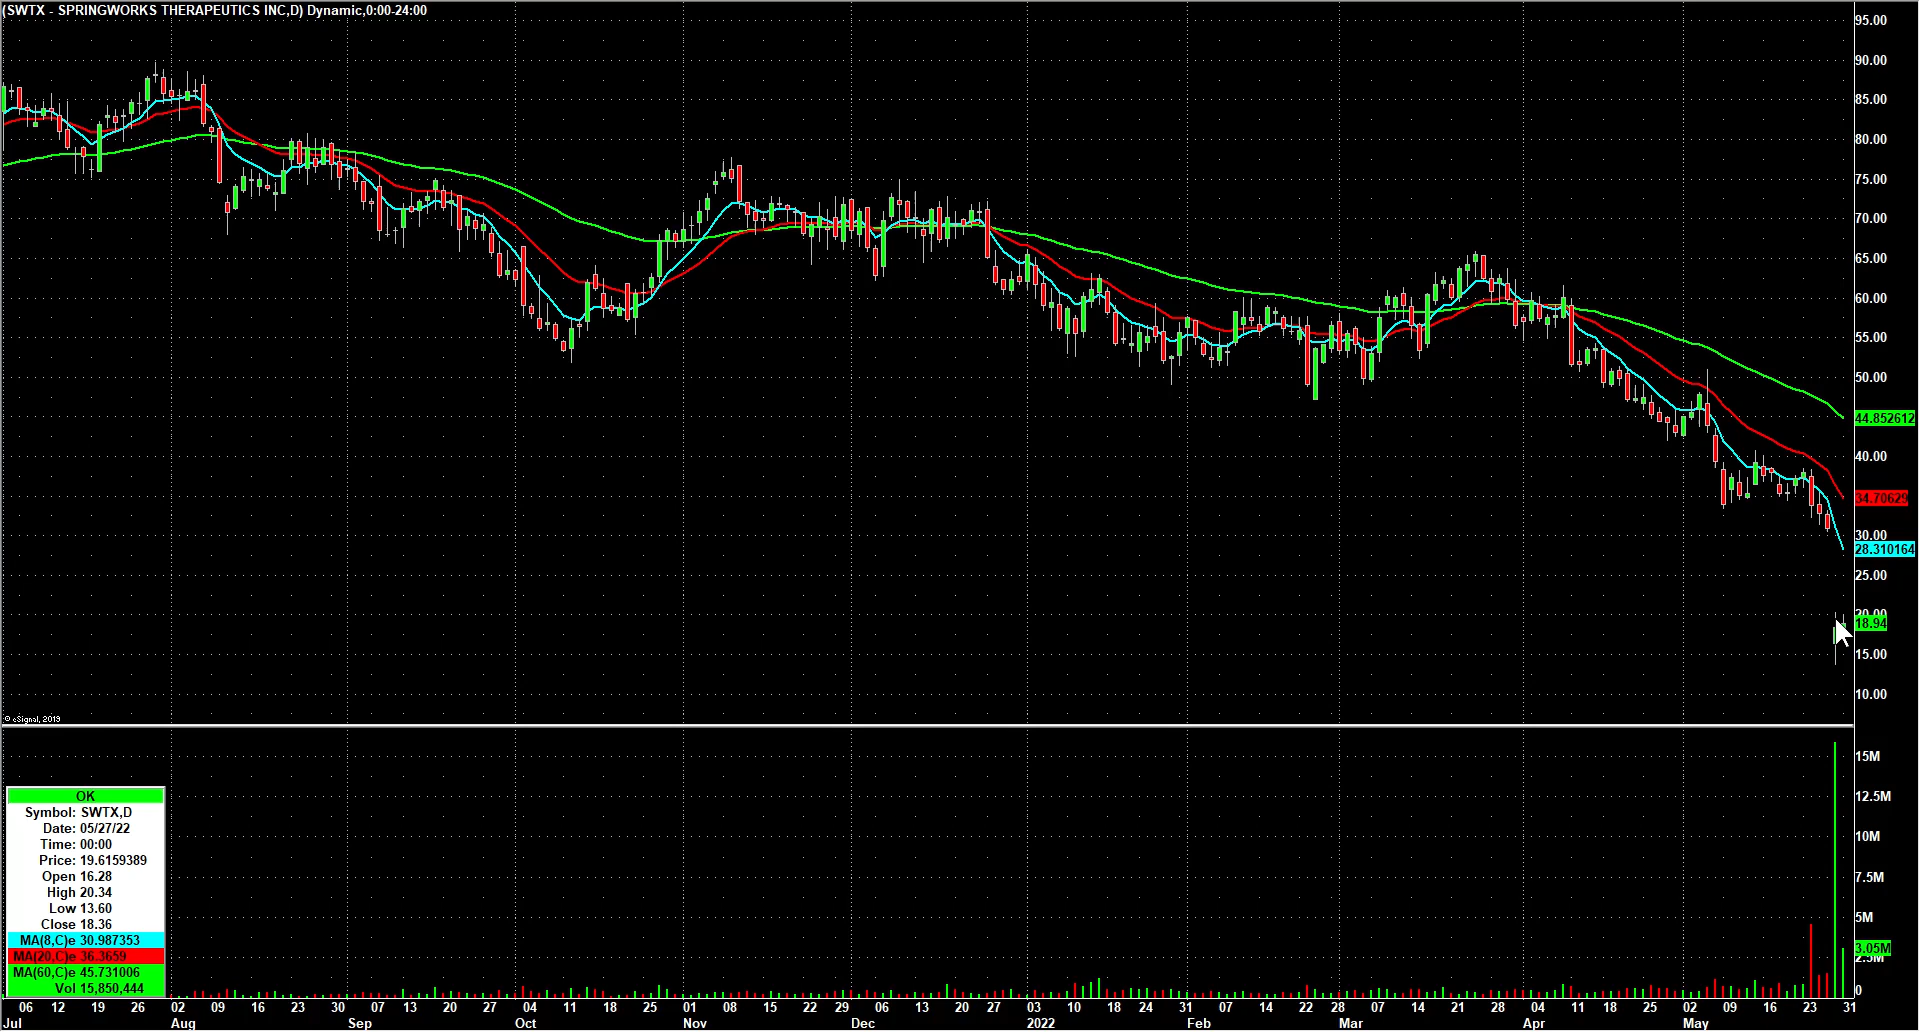 (SWTX - SPRINGWORKS THERAPEUTICS INC,D) Dynamic,0:00-24:00
95.00
90.00
85.00
80.00
75.00
70.00
65.00
60.00
55.00
50.00
44.852612
40.00
34.70629
30.00
28.310164
25.00
20.00
18.94
15.00
10.00
© eSignal, 2019
15M
12.5M
10M
7.5M
5M
3.05M
2.5M
0
OK
Symbol: SWTX,D
Date: 05/27/22
Time: 00:00
Price: 19.6159389
Open 16.28
High 20.34
Low 13.60
Close 18.36
MA(8,C)e 30.987353
MA(20,C)e 36.3659
MA(60,C)e 45.731006
Vol 15,850,444
06 12 19 26 02 09 16 23 30 07 13 20 27 04 11 18 25 01 08 15 22 29 06 13 20 27 03 10 18 24 31 07 14 22 28 07 14 21 28 04 11 18 25 02 09 16 23 31
Jul Aug Sep Oct Nov Dec 2022 Feb Mar Apr May